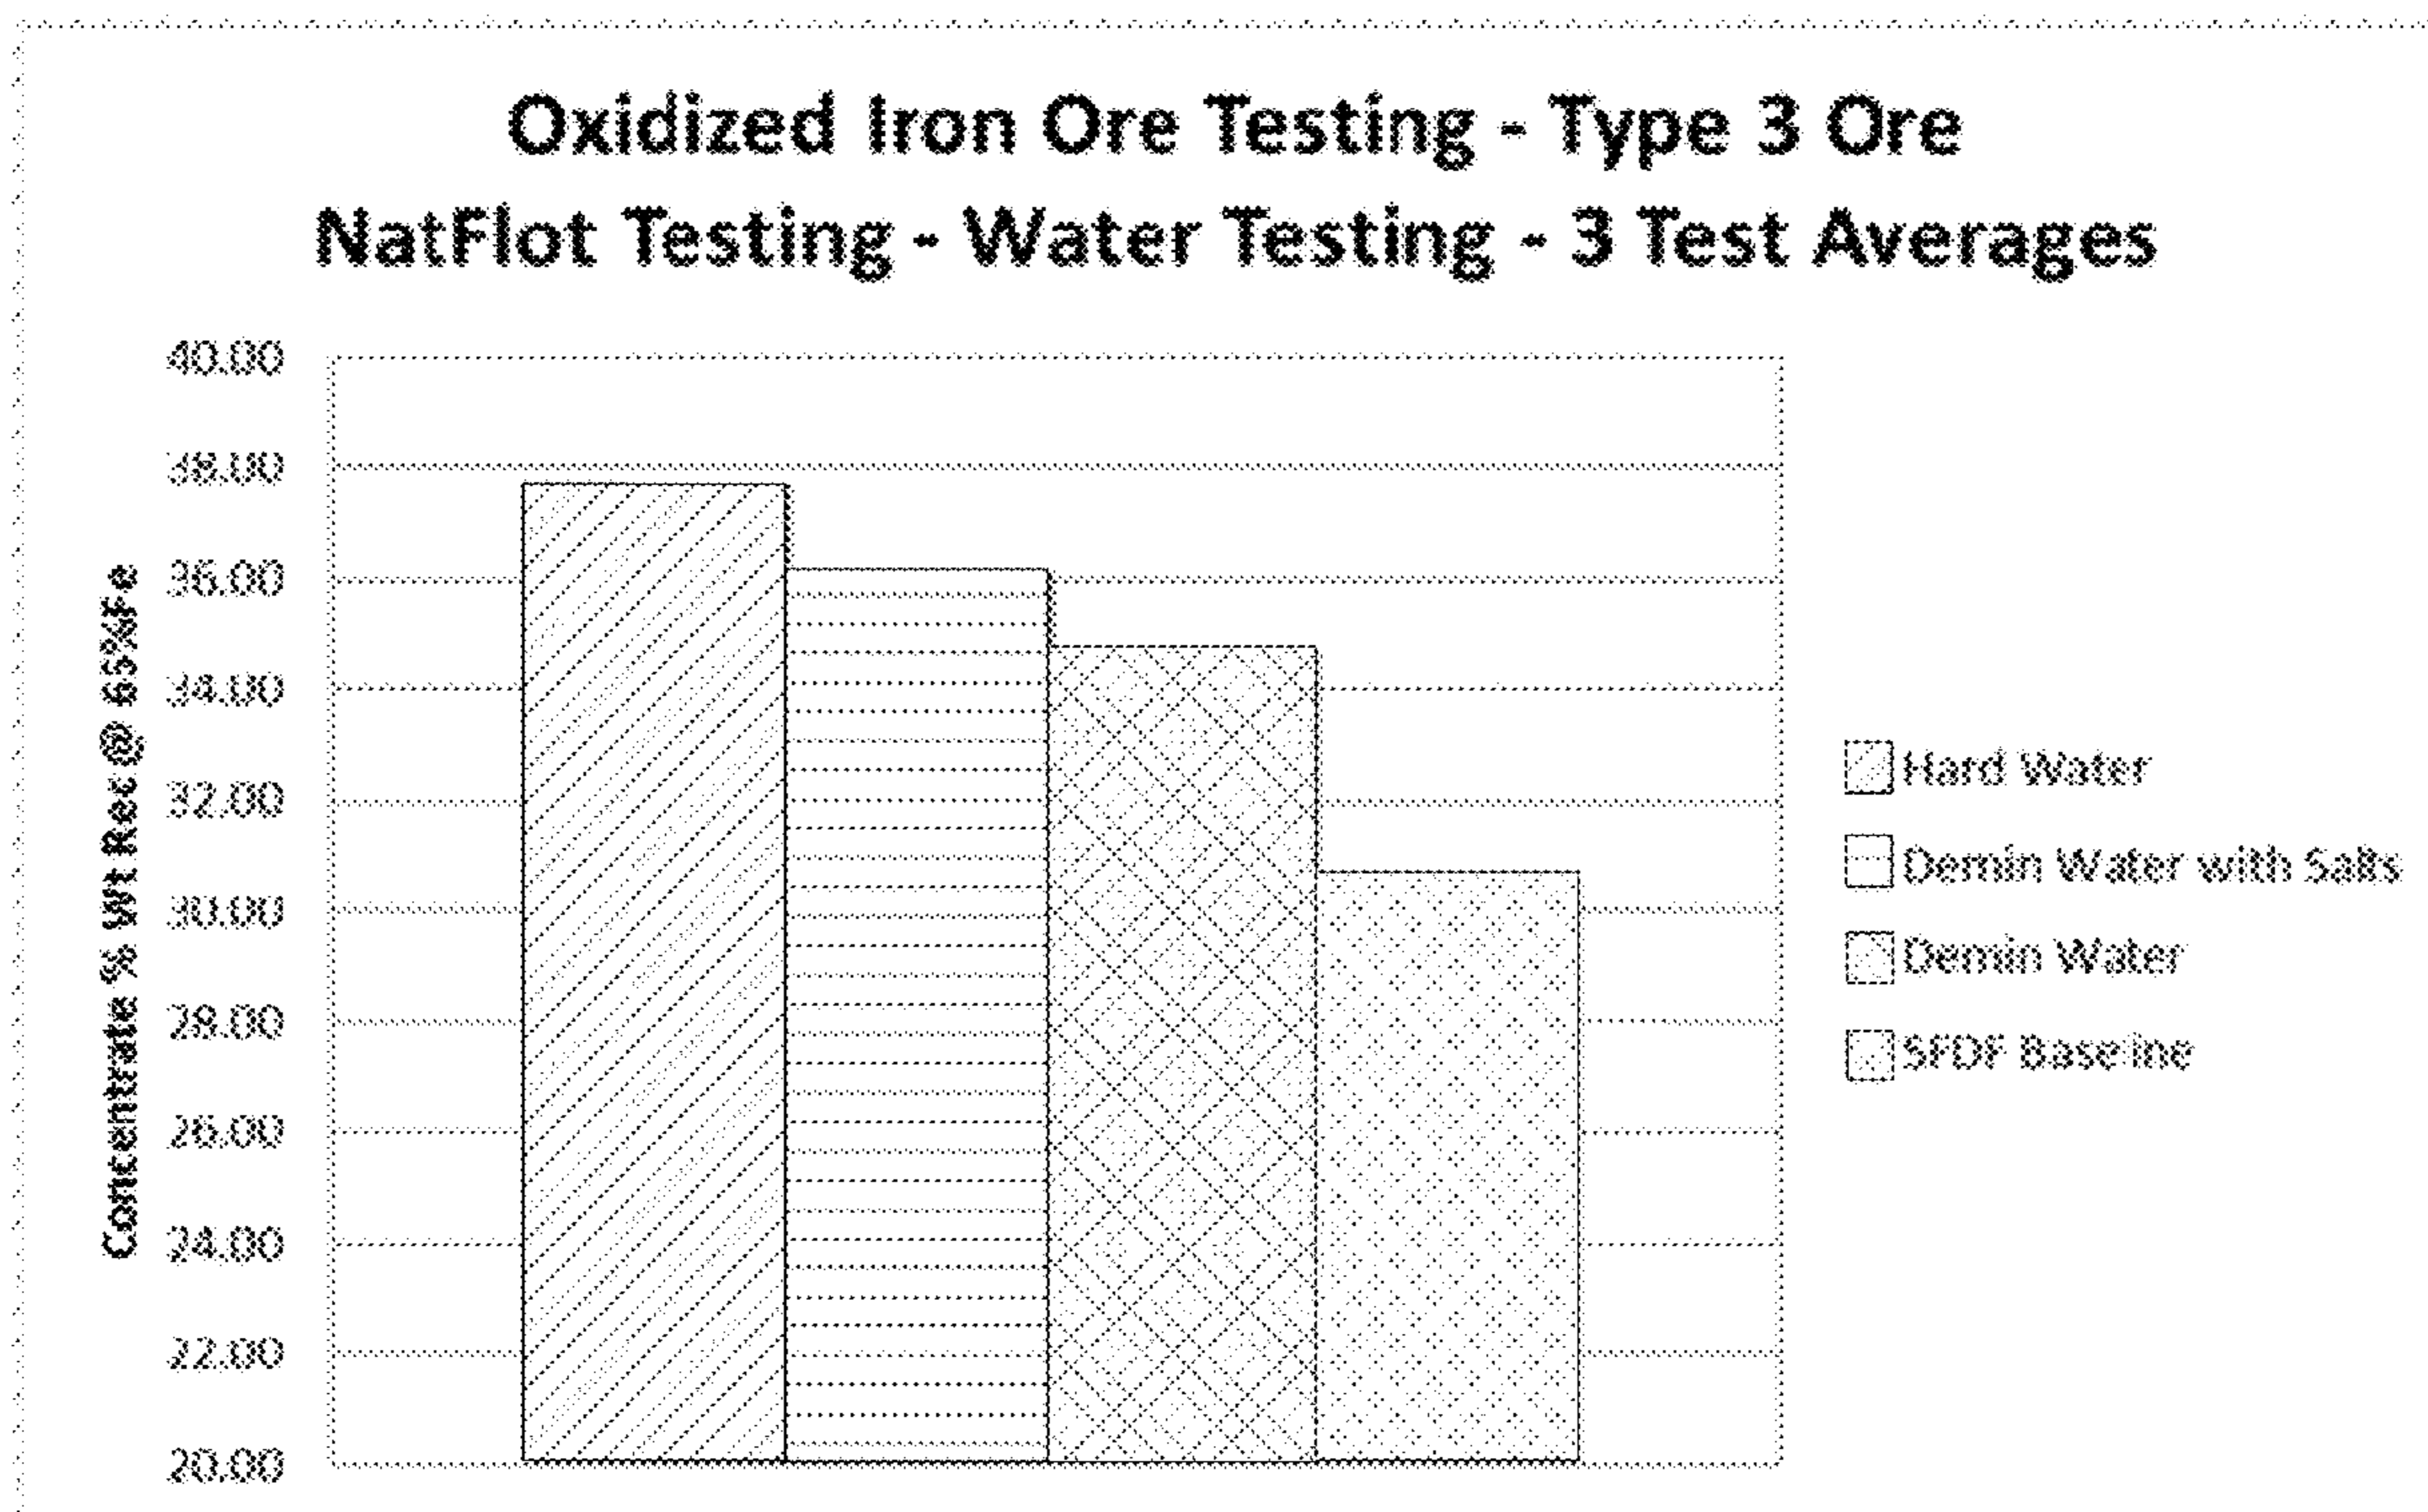 Oxidized Iron Ore Testing - Type 3 Ore
NatFlot Testing - Water Testing - 3 Test Averages
40.00
38.00
36.00
34.00
32.00
30.00
28.00
26.00
24.00
22.00
20.00
Concentrate % Wt Rec @ 65%Fe
Hard Water
Demin Water with Salts
Demin Water
SFDF Baseline